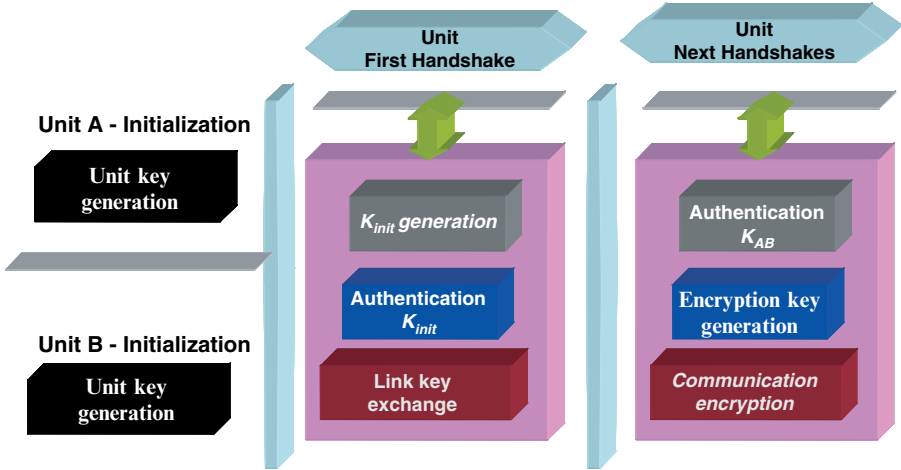 Unit
First Handshake
Unit
Next Handshakes
Unit A - Initialization
Unit key
generation
Unit B - Initialization
Unit key
generation
Kinit generation
Authentication
Kinit
Link key
exchange
Authentication
KAB
Encryption key
generation
Communication
encryption